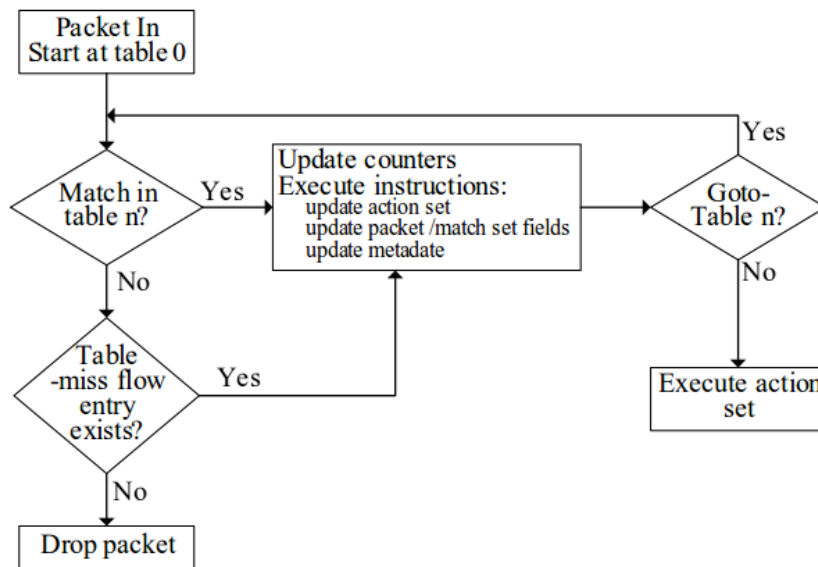 Packet In
Start at table 0
Yes
Match in
table n?
Yes
Update counters
Execute instructions:
update action set
update packet /match set fields
update metadate
Goto-
Table n?
No
No
Table
-miss flow
entry
exists?
Yes
Execute action
set
No
Drop packet